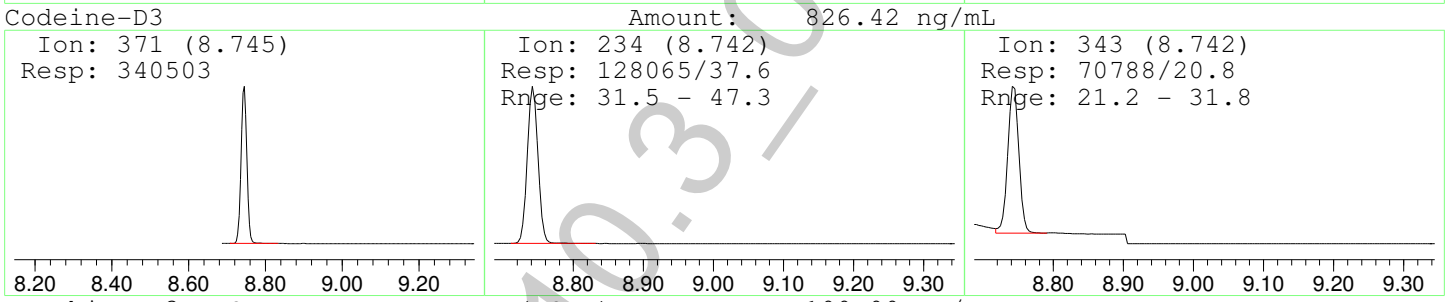 Codeine-D3 Amount: 826.42 ng/mL
Ion: 371 (8.745) Ion: 234 (8.742) Ion: 343 (8.742)
Resp: 340503 Resp: 128065/37.6 Resp: 70788/20.8
Rnge: 31.5 - 47.3 Rnge: 21.2 - 31.8
8.20 8.40 8.60 8.80 9.00 9.20 8.80 8.90 9.00 9.10 9.20 9.30 8.80 8.90 9.00 9.10 9.20 9.30